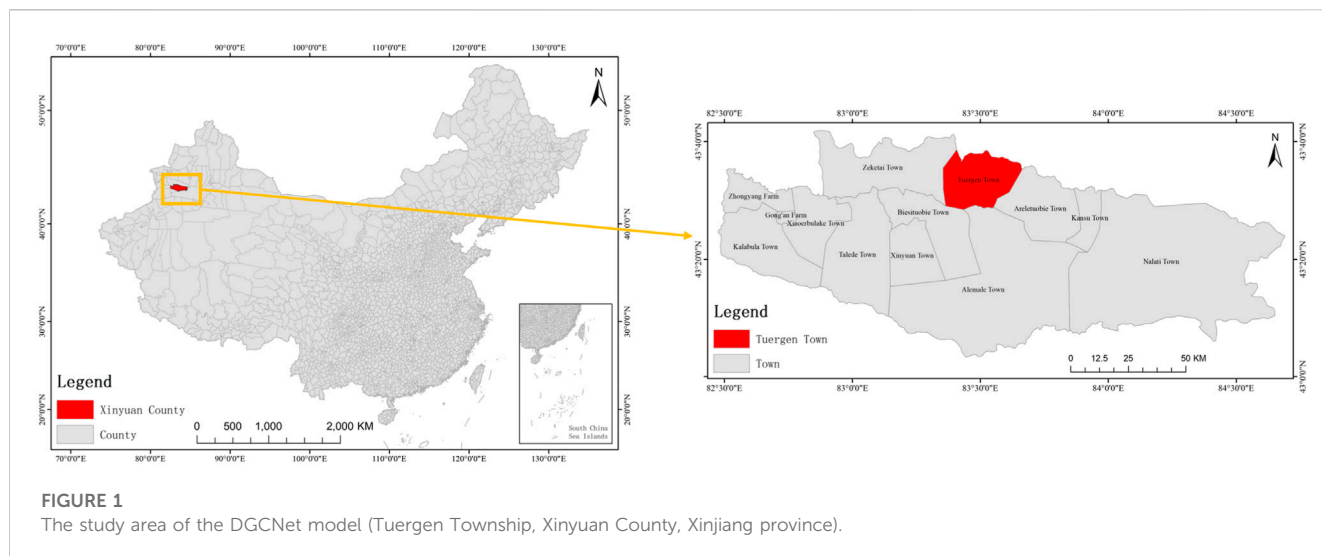 70°0'0"E 80°0'0"E 90°0'0"E 100°0'0"E 110°0'0"E 120°0'0"E 130°0'0"E
50°0'0"N
40°0'0"N
30°0'0"N
20°0'0"N
50°0'0"N
40°0'0"N
30°0'0"N
20°0'0"N
N
Legend
Xinyuan County
County
0 500 1,000 2,000 KM
South China
Sea Islands
70°0'0"E 80°0'0"E 90°0'0"E 100°0'0"E 110°0'0"E 120°0'0"E 130°0'0"E
82°30'0"E 83°0'0"E 83°30'0"E 84°0'0"E 84°30'0"E
43°40'0"N
43°20'0"N
43°40'0"N
43°20'0"N
43°0'0"N
N
Zeketai Town
Tuergen Town
Zhongyang Farm
Gong'an Farm
Xiaoerbulake Town
Biesituobie Town
Areletuobie Town
Kansu Town
Kalabula Town
Talede Town
Xinyuan Town
Nalati Town
Alemale Town
Legend
Tuergen Town
Town
0 12.5 25 50 KM
82°30'0"E 83°0'0"E 83°30'0"E 84°0'0"E 84°30'0"E
FIGURE 1
The study area of the DGCNet model (Tuergen Township, Xinyuan County, Xinjiang province).